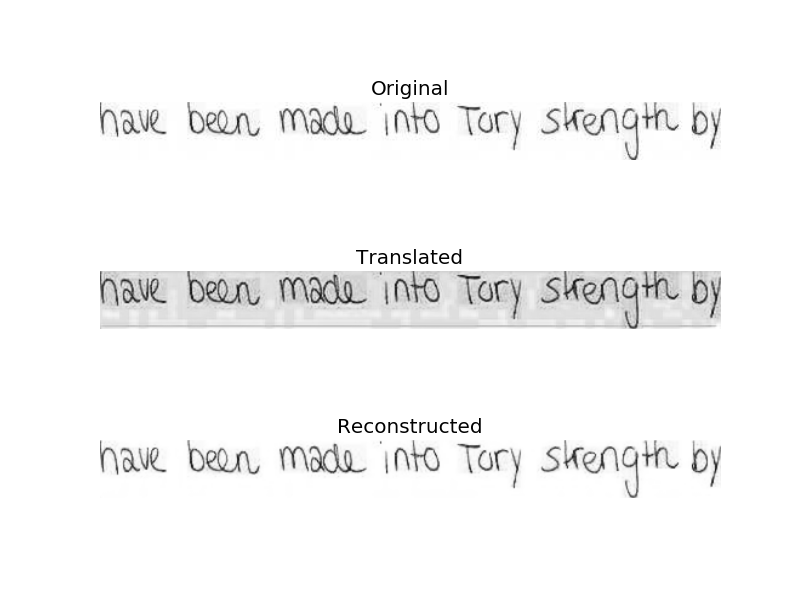 Original
have been made into Tory strength by
Translated
have been made into Tory strength by
Reconstructed
have been made into Tory strength by